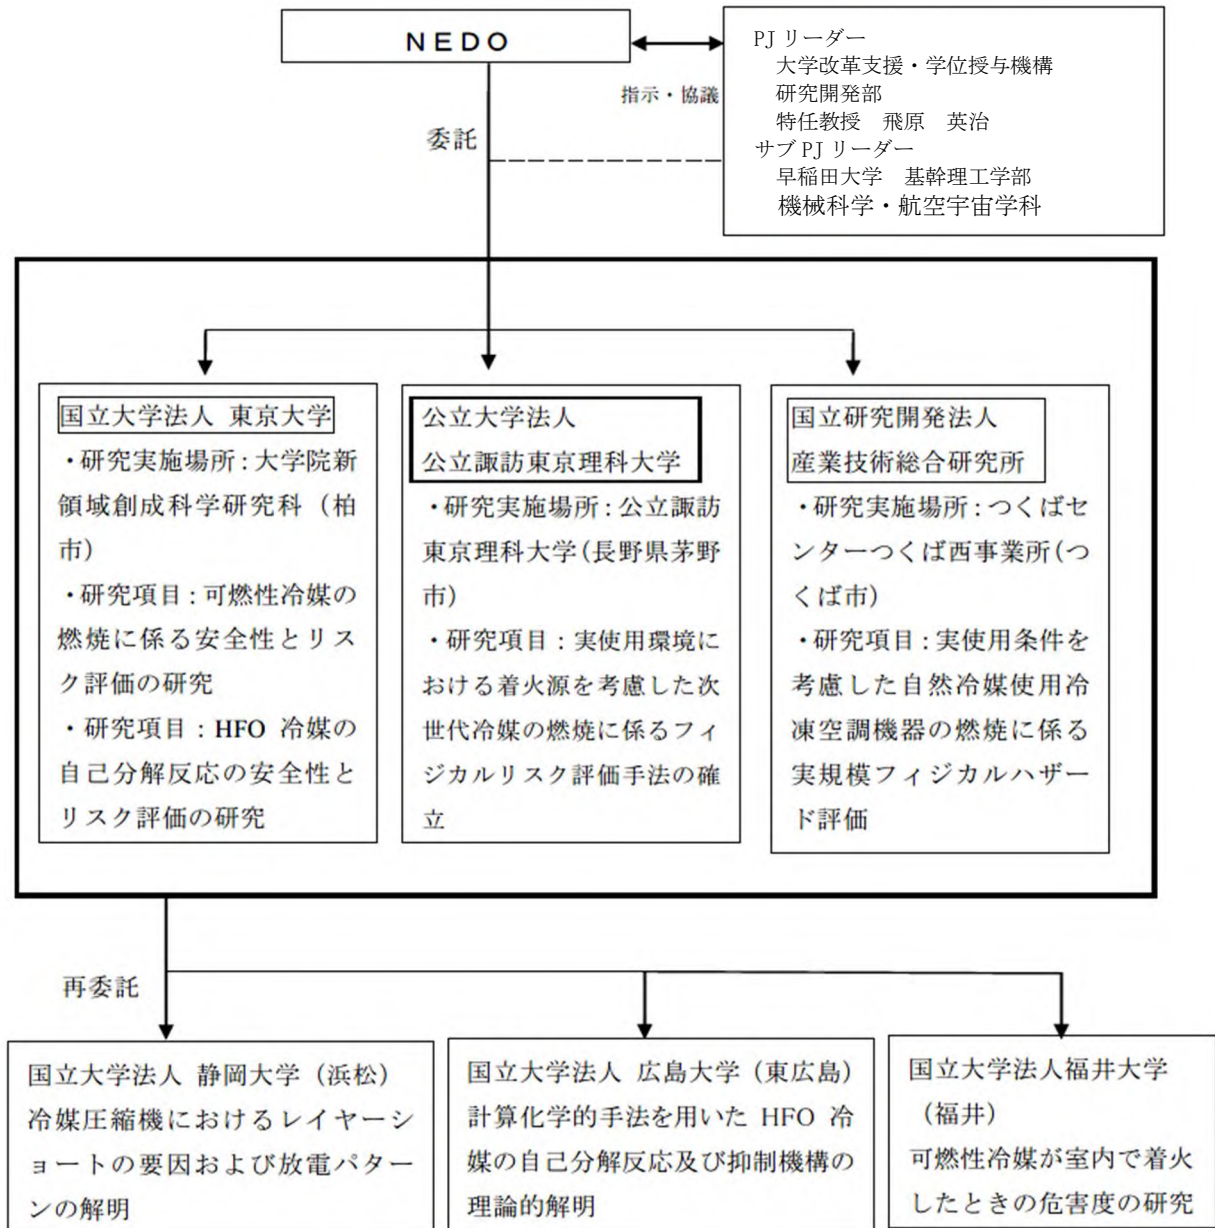 NEDO
指示・協議
PJ リーダー
大学改革支援・学位授与機構
研究開発部
特任教授 飛原 英治
サブ PJ リーダー
早稲田大学 基幹理工学部
機械科学・航空宇宙学科
委託
国立大学法人 東京大学
・研究実施場所：大学院新
領域創成科学研究科（柏
市）
・研究項目：可燃性冷媒の
燃焼に係る安全性とリス
ク評価の研究
・研究項目：HFO 冷媒の
自己分解反応の安全性と
リスク評価の研究
公立大学法人
公立諏訪東京理科大学
・研究実施場所：公立諏訪
東京理科大学(長野県茅野
市)
・研究項目：実使用環境に
おける着火源を考慮した次
世代冷媒の燃焼に係るフィ
ジカルリスク評価手法の確
立
国立研究開発法人
産業技術総合研究所
・研究実施場所：つくばセ
ンターつくば西事業所(つ
くば市)
・研究項目：実使用条件を
考慮した自然冷媒使用冷
凍空調機器の燃焼に係る
実規模フィジカルハザー
ド評価
再委託
国立大学法人 静岡大学（浜松）
冷媒圧縮機におけるレイヤーシ
ョートの要因および放電パター
ンの解明
国立大学法人 広島大学（東広島）
計算化学的手法を用いた HFO 冷
媒の自己分解反応及び抑制機構の
理論的解明
国立大学法人福井大学
（福井）
可燃性冷媒が室内で着火
したときの危害度の研究